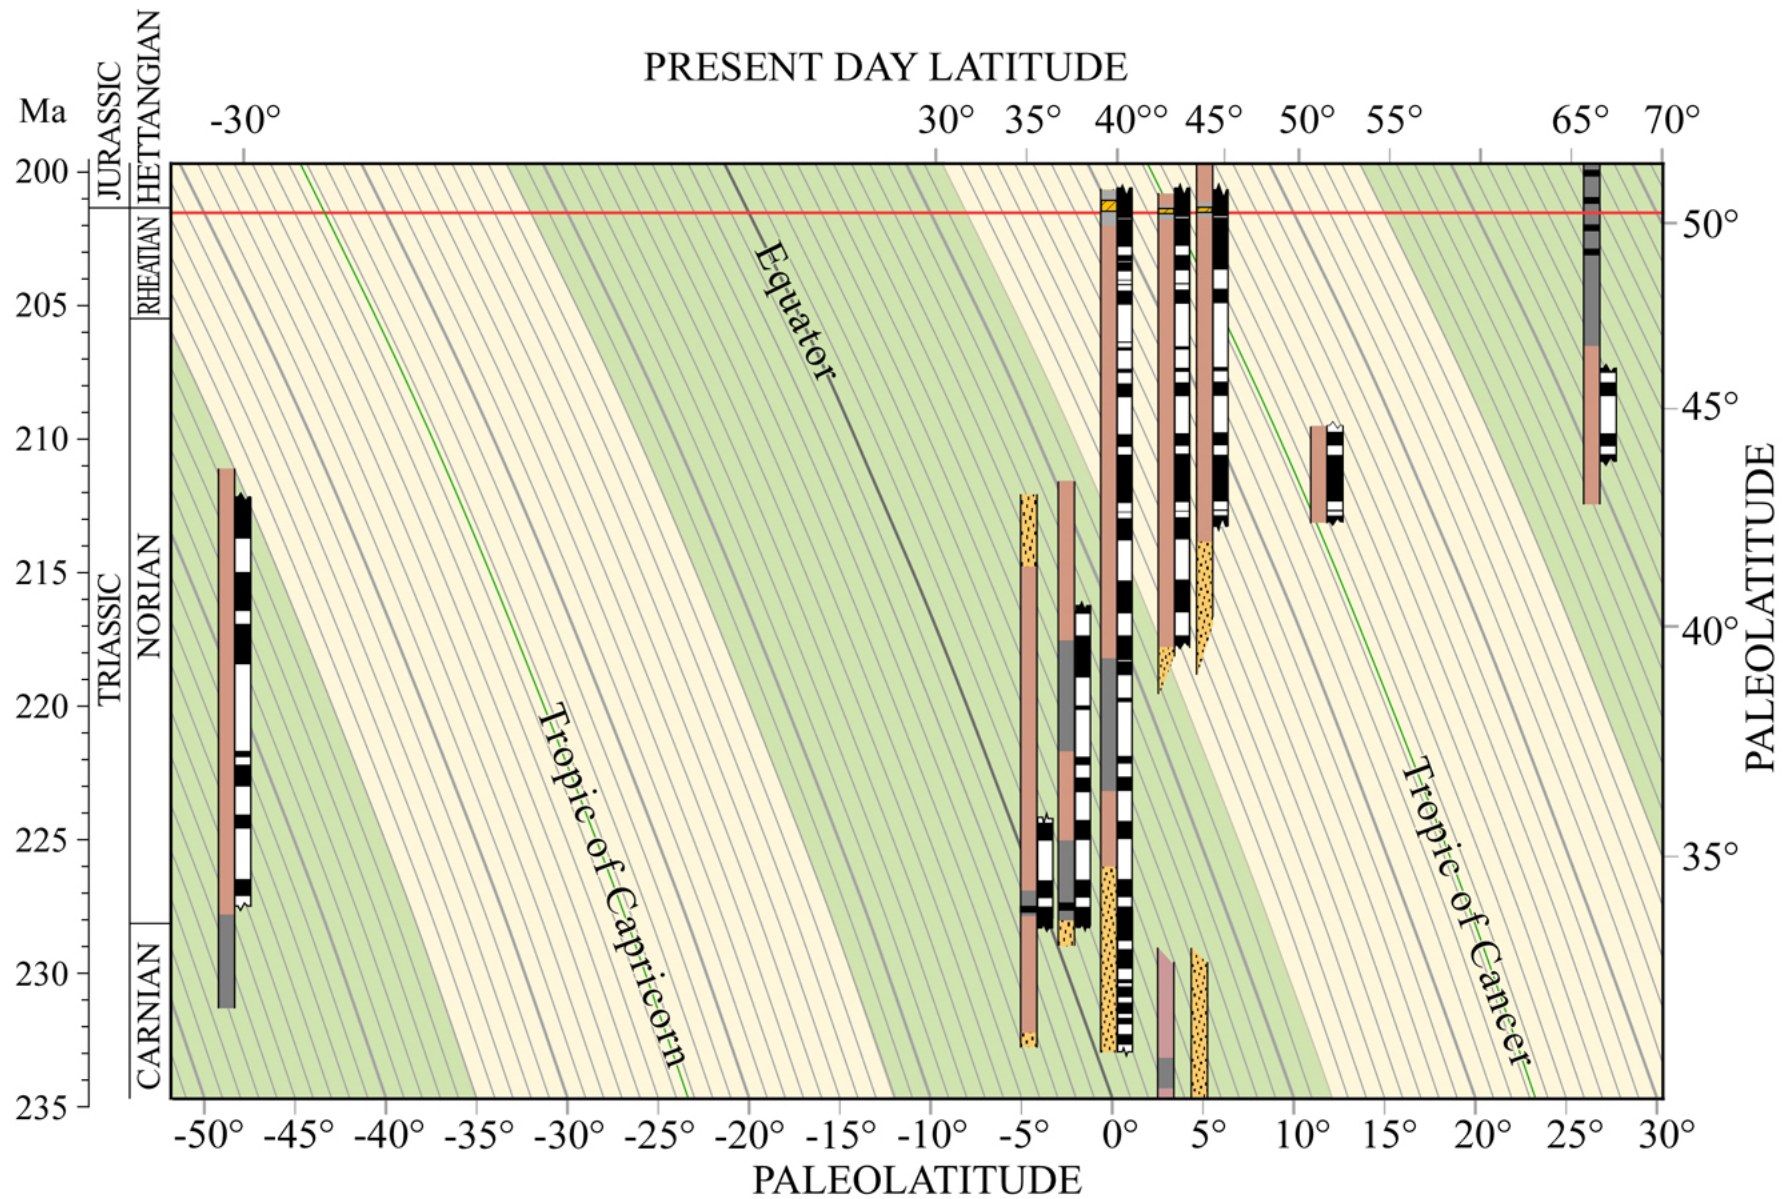 PRESENT DAY LATITUDE
Ma
JURASSIC
HETTANGIAN
-30° 30° 35° 40°° 45° 50° 55° 65° 70°
200
205
210
215
220
225
230
235
TRIASSIC
RHEATIAN
NORIAN
CARNIAN
Equator
Tropic of Capricorn
Tropic of Cancer
50°
45°
40°
35°
PALEOLATITUDE
-50° -45° -40° -35° -30° -25° -20° -15° -10° -5° 0° 5° 10° 15° 20° 25° 30°
PALEOLATITUDE